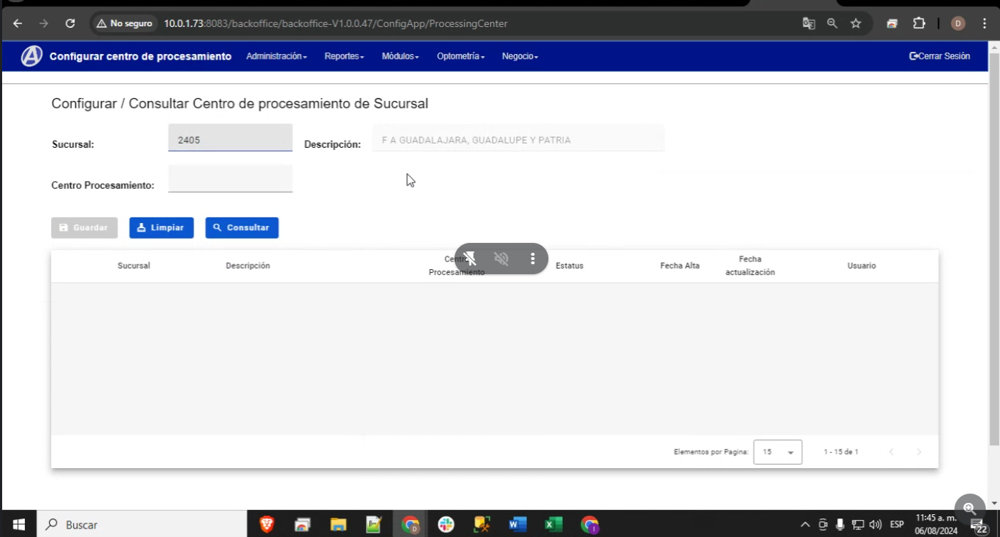 No seguro
10.0.1.73:8083/backoffice/backoffice-V1.0.0.47/ConfigApp/ProcessingCenter
Configurar centro de procesamiento Administración Reportes Módulos Optometría Negocio Cerrar Sesión
Configurar / Consultar Centro de procesamiento de Sucursal
Sucursal: 2405 Descripción: F A GUADALAJARA, GUADALUPE Y PATRIA
Centro Procesamiento:
Guardar Limpiar Consultar
Sucursal Descripción Centro Procesamiento Estatus Fecha Alta Fecha actualización Usuario
Elementos por Pagina: 15 1 - 15 de 1
Buscar ESP 11:45 a. m.
06/08/2024 22